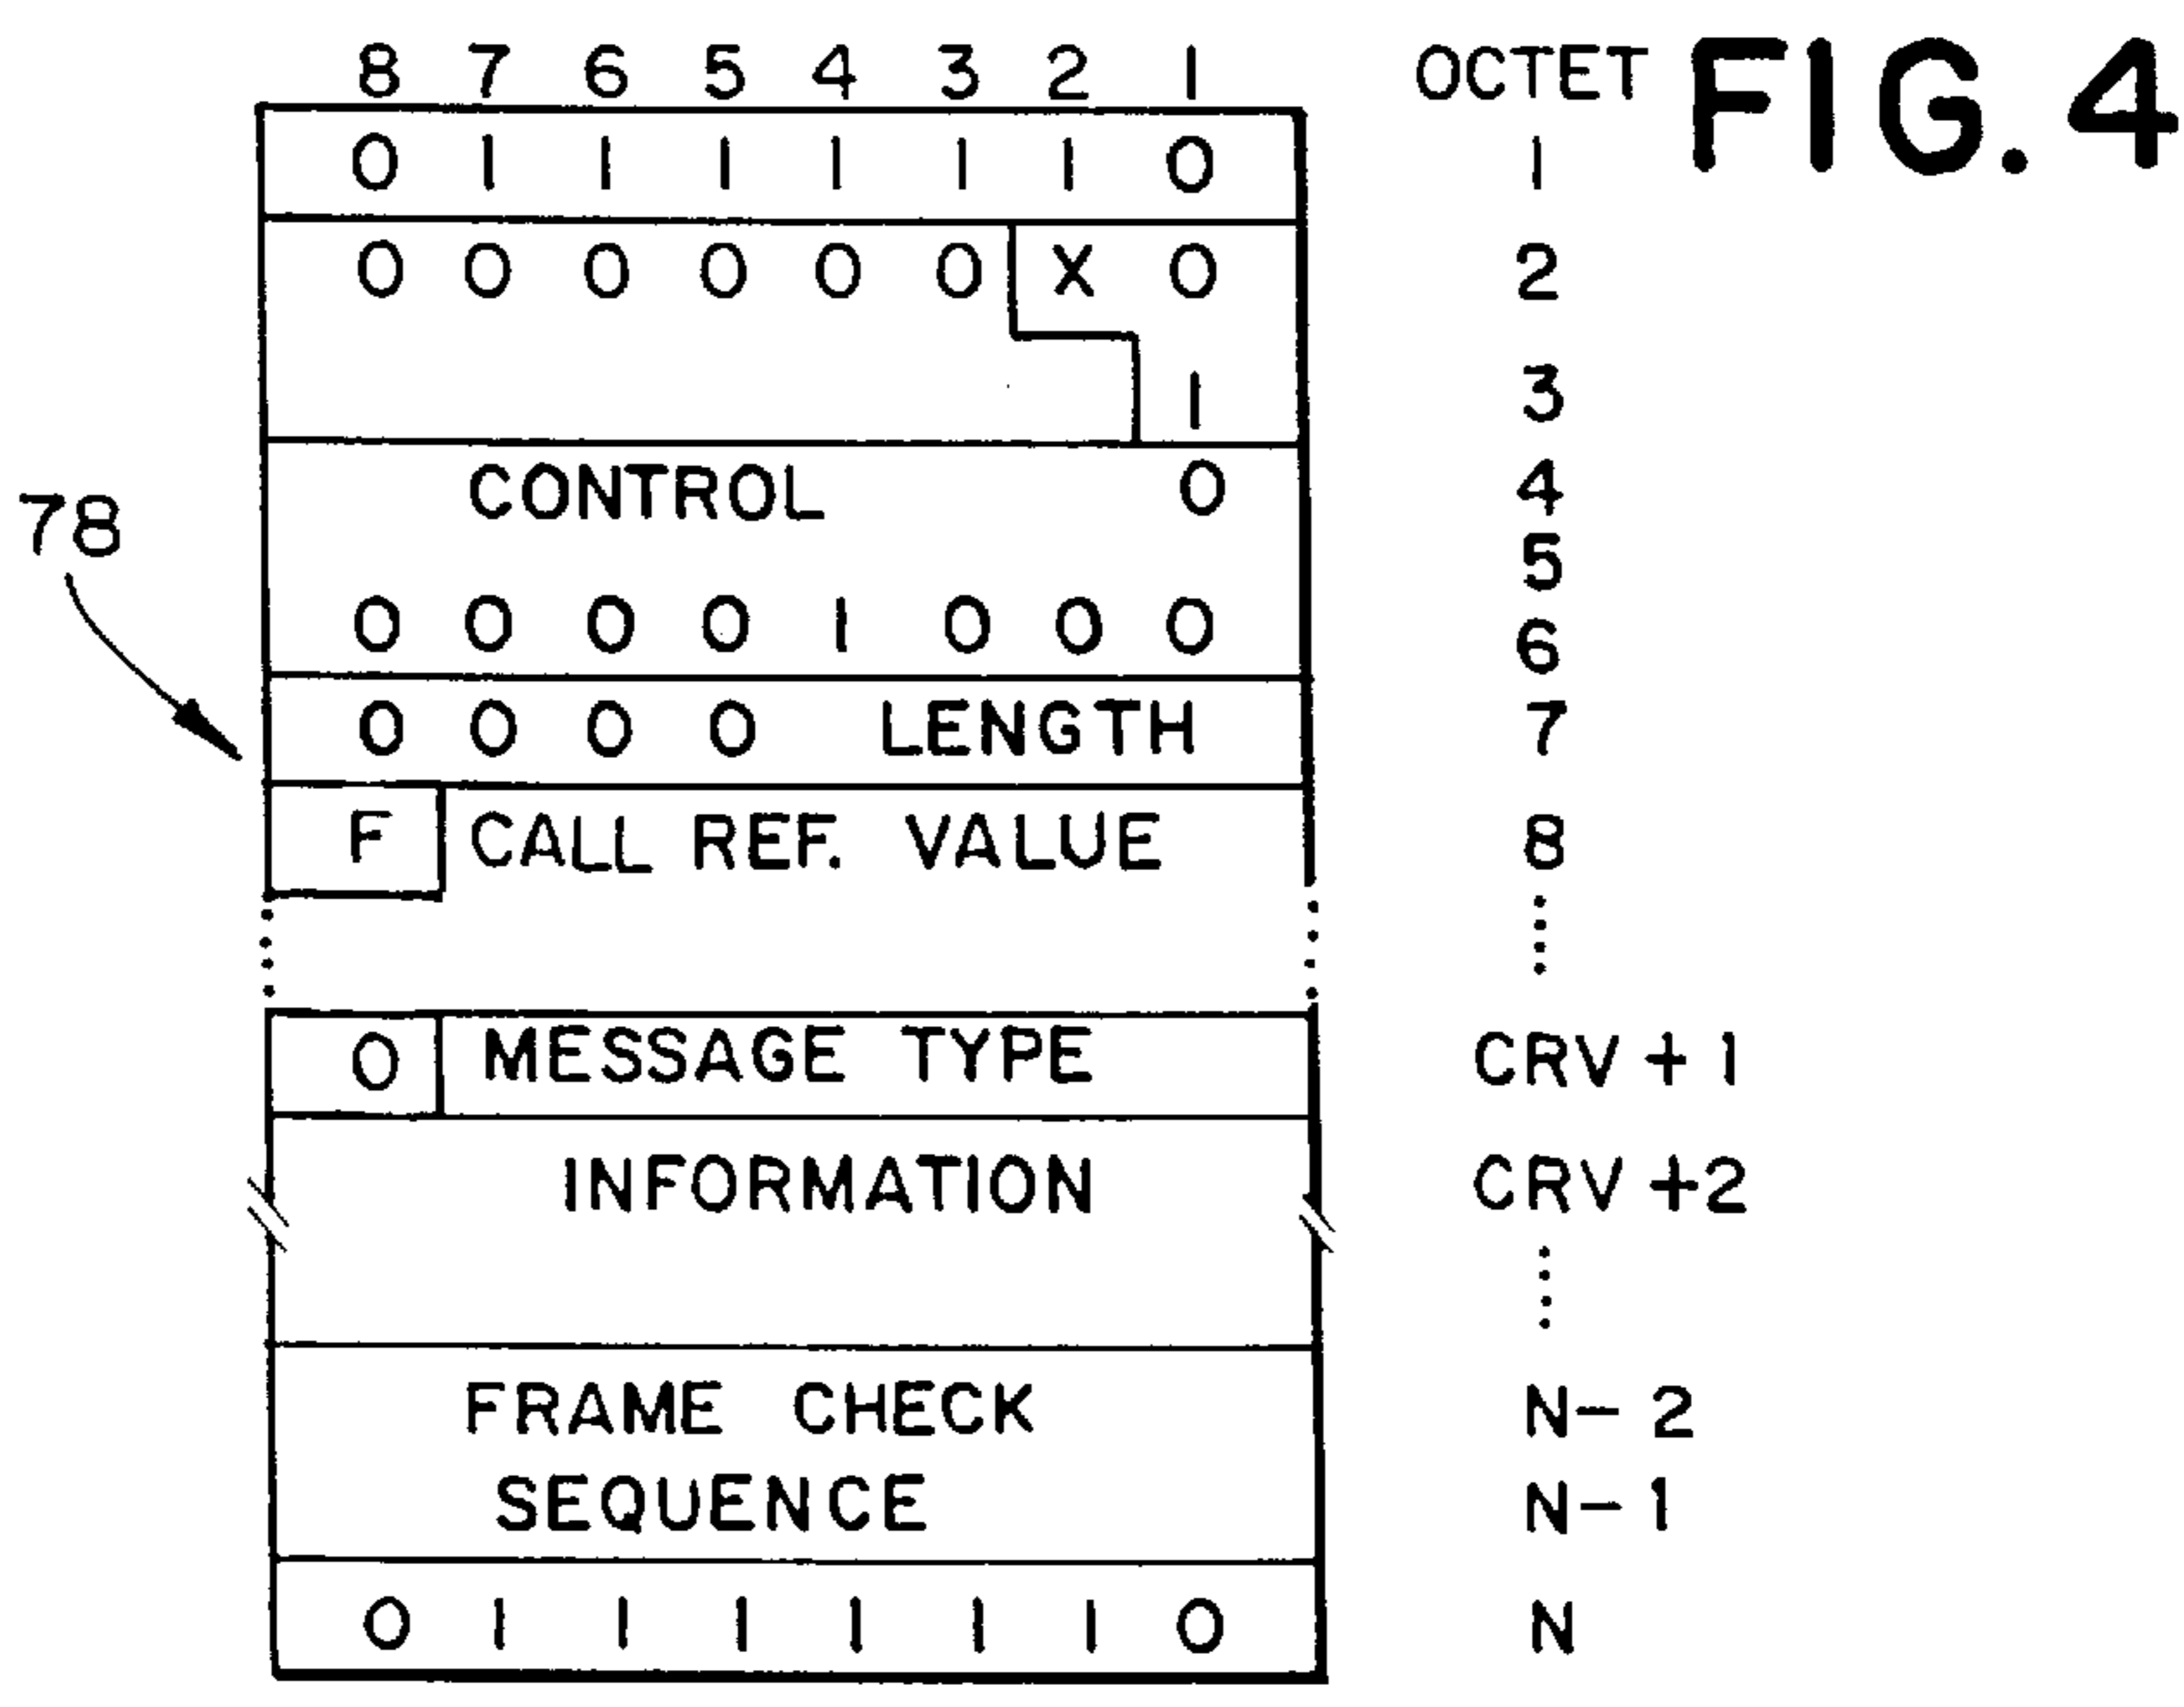 8 7 6 5 4 3 2 1 OCTET FIG. 4
0 1 1 1 1 1 1 0 1
0 0 0 0 0 0 X 0 2
1 3
CONTROL 0 4
78
5
0 0 0 0 1 0 0 0 6
0 0 0 0 LENGTH 7
F CALL REF. VALUE 8
0 MESSAGE TYPE CRV + 1
INFORMATION CRV + 2
FRAME CHECK N - 2
SEQUENCE N - 1
0 1 1 1 1 1 1 0 N